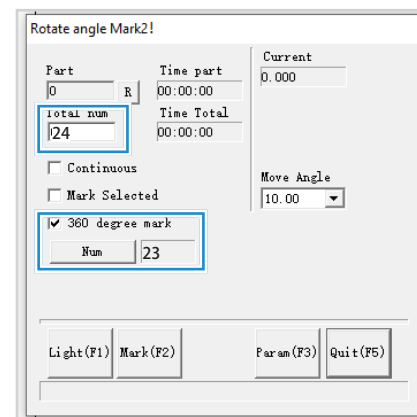 Rotate angle Mark2!
Part Time part Current
0 R 00:00:00 0.000
Total num Time Total
24 00:00:00
Continuous
Mark Selected Move Angle
10.00
360 degree mark
Num 23
Light(F1) Mark(F2) Param(F3) Quit(F5)